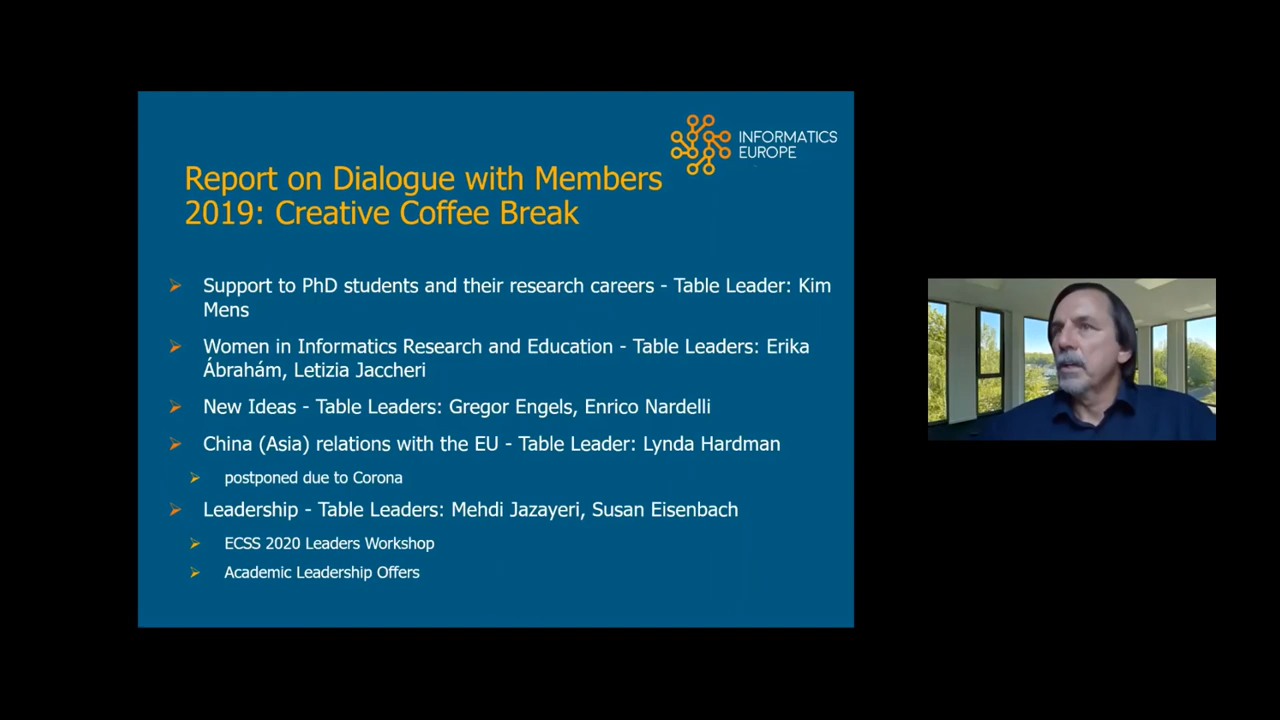 INFORMATICS
EUROPE
Report on Dialogue with Members
2019: Creative Coffee Break
Support to PhD students and their research careers - Table Leader: Kim
Mens
Women in Informatics Research and Education - Table Leaders: Erika
Ábrahám, Letizia Jaccheri
New Ideas - Table Leaders: Gregor Engels, Enrico Nardelli
China (Asia) relations with the EU - Table Leader: Lynda Hardman
postponed due to Corona
Leadership - Table Leaders: Mehdi Jazayeri, Susan Eisenbach
ECSS 2020 Leaders Workshop
Academic Leadership Offers